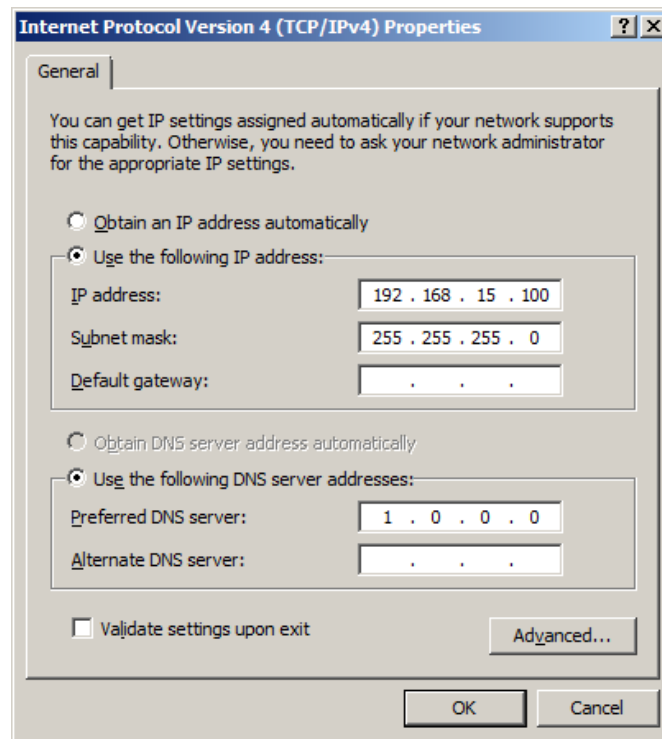 Internet Protocol Version 4 (TCP/IPv4) Properties
? X
General
You can get IP settings assigned automatically if your network supports
this capability. Otherwise, you need to ask your network administrator
for the appropriate IP settings.
Obtain an IP address automatically
Use the following IP address:
IP address: 192 . 168 . 15 . 100
Subnet mask: 255 . 255 . 255 . 0
Default gateway: . . .
Obtain DNS server address automatically
Use the following DNS server addresses:
Preferred DNS server: 1 . 0 . 0 . 0
Alternate DNS server: . . .
Validate settings upon exit
Advanced...
OK Cancel